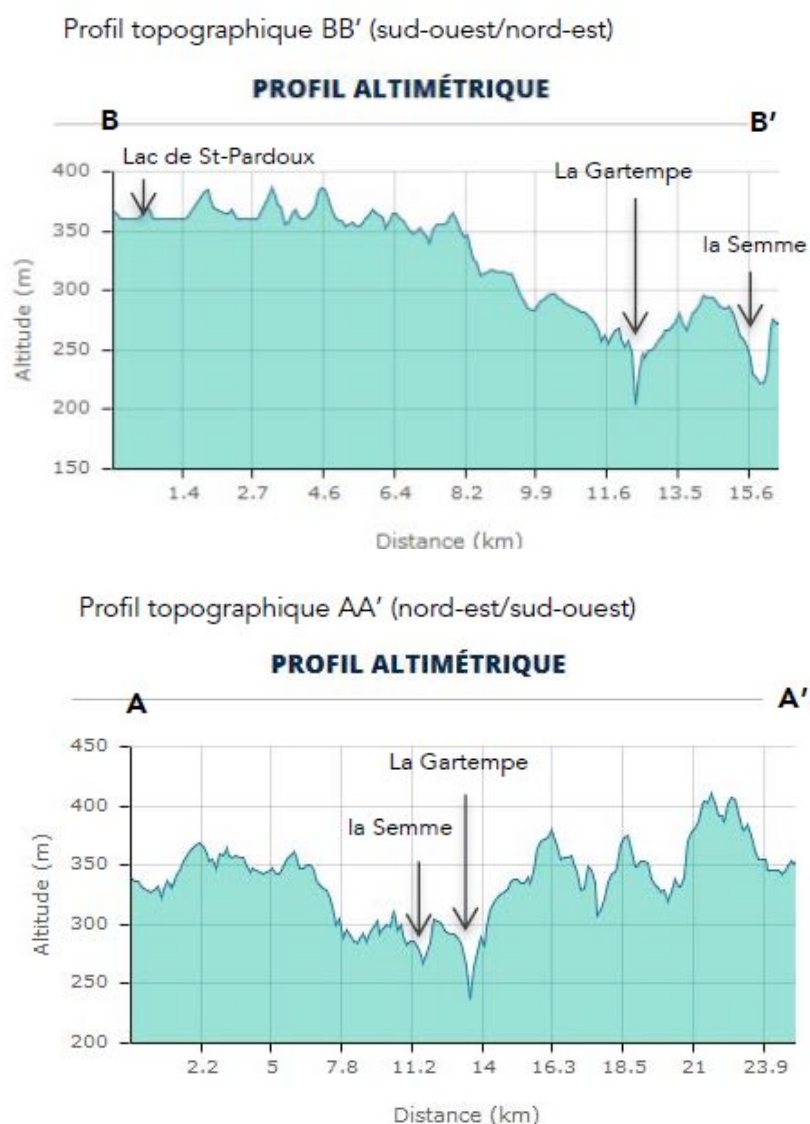 Profil topographique BB' (sud-ouest/nord-est)
PROFIL ALTIMÉTRIQUE
B
B'
Lac de St-Pardoux
La Gartempe
la Semme
400
350
300
250
200
150
Altitude (m)
1.4 2.7 4.6 6.4 8.2 9.9 11.6 13.5 15.6
Distance (km)
Profil topographique AA' (nord-est/sud-ouest)
PROFIL ALTIMÉTRIQUE
A
A'
La Gartempe
la Semme
450
400
350
300
250
200
Altitude (m)
2.2 5 7.8 11.2 14 16.3 18.5 21 23.9
Distance (km)